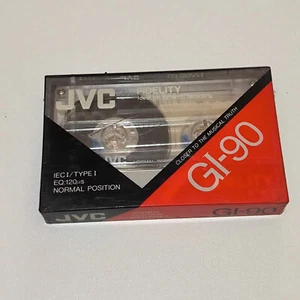 JVC
FIDELITY
CLOSER TO THE MUSICAL TRUTH
GI-90
IEC I/TYPE I
EQ:120μs
NORMAL POSITION
JVC
GI-90